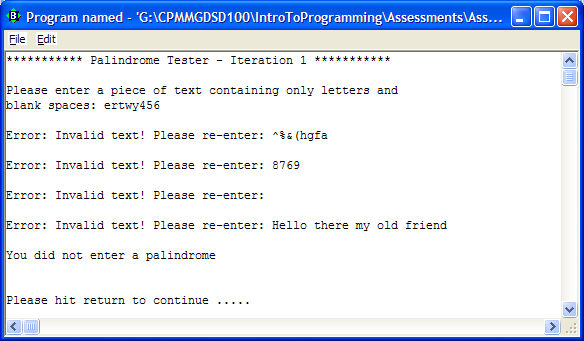 Program named - 'G:\CPMMGDSD100\IntroToProgramming\Assessments\Ass...
File Edit
*********** Palindrome Tester - Iteration 1 ***********
Please enter a piece of text containing only letters and
blank spaces: ertwy456
Error: Invalid text! Please re-enter: ^%&(hgfa
Error: Invalid text! Please re-enter: 8769
Error: Invalid text! Please re-enter:
Error: Invalid text! Please re-enter: Hello there my old friend
You did not enter a palindrome
Please hit return to continue .....